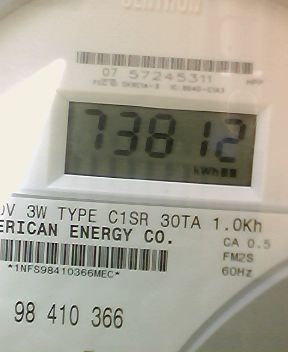 CENTRON
07 57245311
73812
kWh
0V 3W TYPE C1SR 30TA 1.0Kh
ERICAN ENERGY CO.
CA 0.5
FM2S
*1NFS98410366MEC*
60Hz
98 410 366